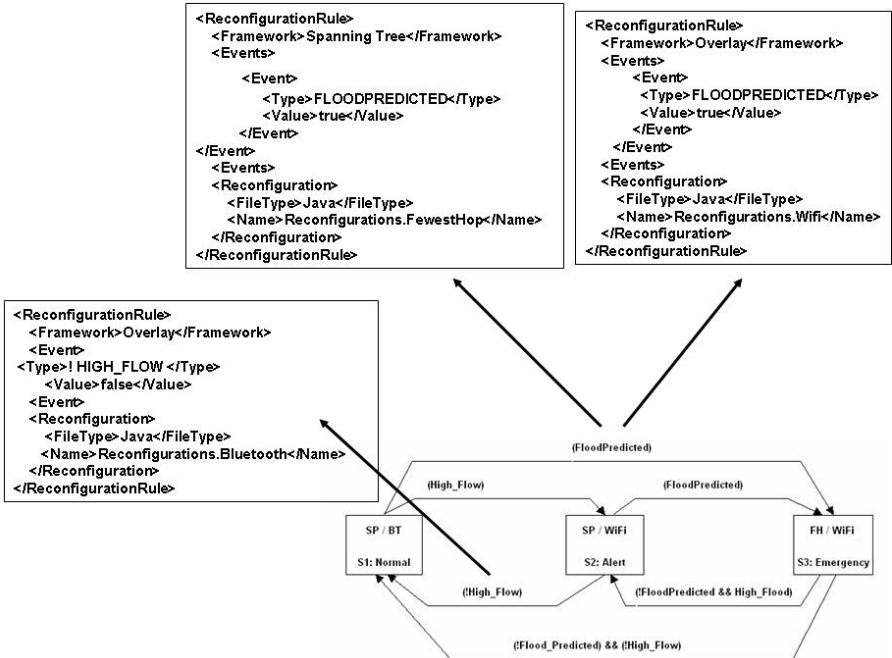 <ReconfigurationRule>
<Framework>Spanning Tree</Framework>
<Events>
<Event>
<Type>FLOODPREDICTED</Type>
<Value>true</Value>
</Event>
</Event>
<Events>
<Reconfiguration>
<FileType>Java</FileType>
<Name>Reconfigurations.FewestHop</Name>
</Reconfiguration>
</ReconfigurationRule>
<ReconfigurationRule>
<Framework>Overlay</Framework>
<Events>
<Event>
<Type>FLOODPREDICTED</Type>
<Value>true</Value>
</Event>
</Event>
<Events>
<Reconfiguration>
<FileType>Java</FileType>
<Name>Reconfigurations.Wifi</Name>
</Reconfiguration>
</ReconfigurationRule>
<ReconfigurationRule>
<Framework>Overlay</Framework>
<Event>
<Type>! HIGH_FLOW </Type>
<Value>false</Value>
<Event>
<Reconfiguration>
<FileType>Java</FileType>
<Name>Reconfigurations.Bluetooth</Name>
</Reconfiguration>
</ReconfigurationRule>
(FloodPredicted)
(High_Flow)
(FloodPredicted)
SP / BT
S1: Normal
SP / WiFi
S2: Alert
FH / WiFi
S3: Emergency
(!High_Flow)
(!FloodPredicted && High_Flood)
(!Flood_Predicted) && (!High_Flow)